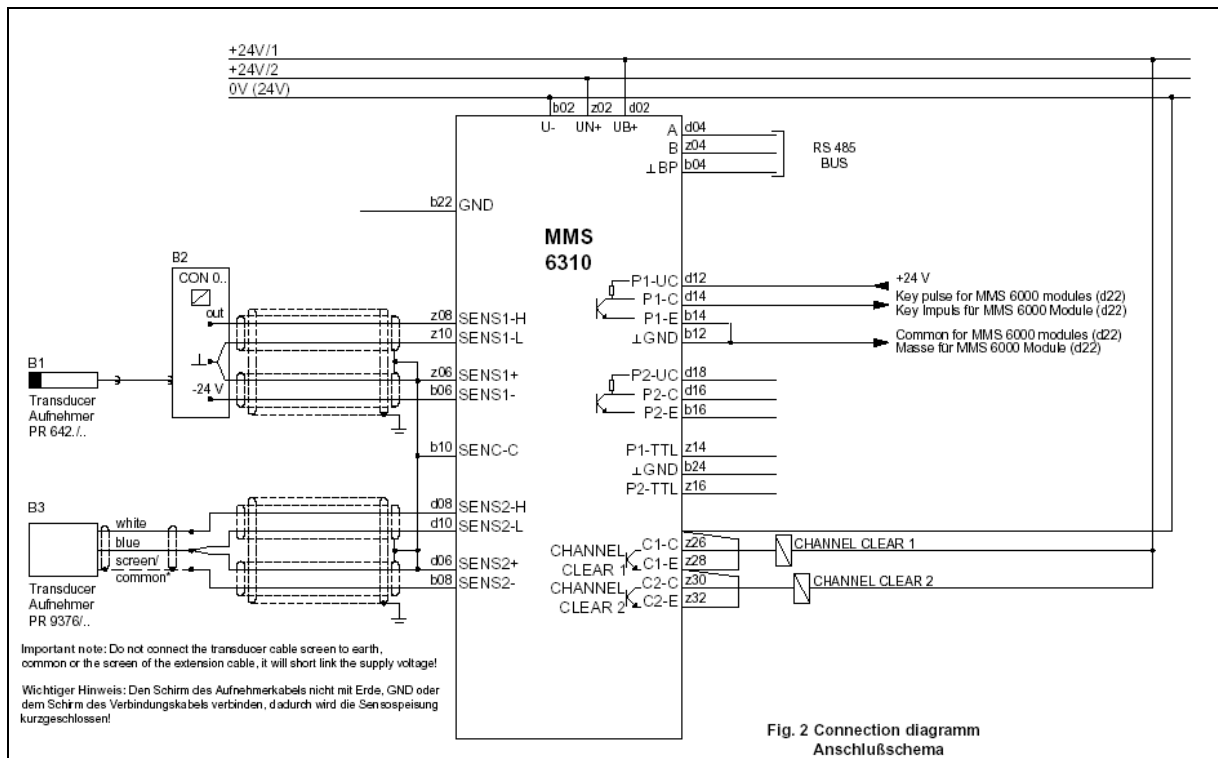 +24V/1
+24V/2
0V (24V)
b02 z02 d02
U- UN+ UB+
A d04
B z04
⊥BP b04
RS 485
BUS
b22 GND
MMS
6310
B2
CON 0..
out
⊥
-24 V
B1
Transducer
Aufnehmer
PR 642./..
z08 SENS1-H
z10 SENS1-L
z06 SENS1+
b06 SENS1-
b10 SENC-C
P1-UC d12
P1-C d14
P1-E b14
⊥GND b12
+24 V
Key pulse for MMS 6000 modules (d22)
Key Impuls für MMS 6000 Module (d22)
Common for MMS 6000 modules (d22)
Masse für MMS 6000 Module (d22)
P2-UC d18
P2-C d16
P2-E b16
P1-TTL z14
⊥GND b24
P2-TTL z16
B3
white
blue
screen/
common*
Transducer
Aufnehmer
PR 9376/..
d08 SENS2-H
d10 SENS2-L
d06 SENS2+
b08 SENS2-
CHANNEL
CLEAR 1
C1-C z26
C1-E z28
CHANNEL CLEAR 1
CHANNEL
CLEAR 2
C2-C z30
C2-E z32
CHANNEL CLEAR 2
Important note: Do not connect the transducer cable screen to earth,
common or the screen of the extension cable, it will short link the supply voltage!
Wichtiger Hinweis: Den Schirm des Aufnehmerkabels nicht mit Erde, GND oder
dem Schirm des Verbindungskabels verbinden, dadurch wird die Sensospeisung
kurzgeschlossen!
Fig. 2 Connection diagramm
Anschlußschema